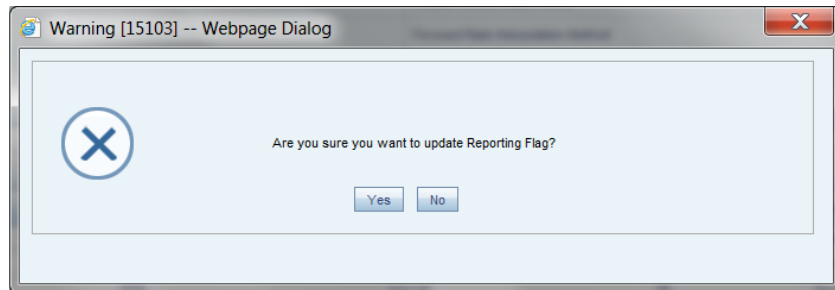 Warning [15103] -- Webpage Dialog
Are you sure you want to update Reporting Flag?
Yes No